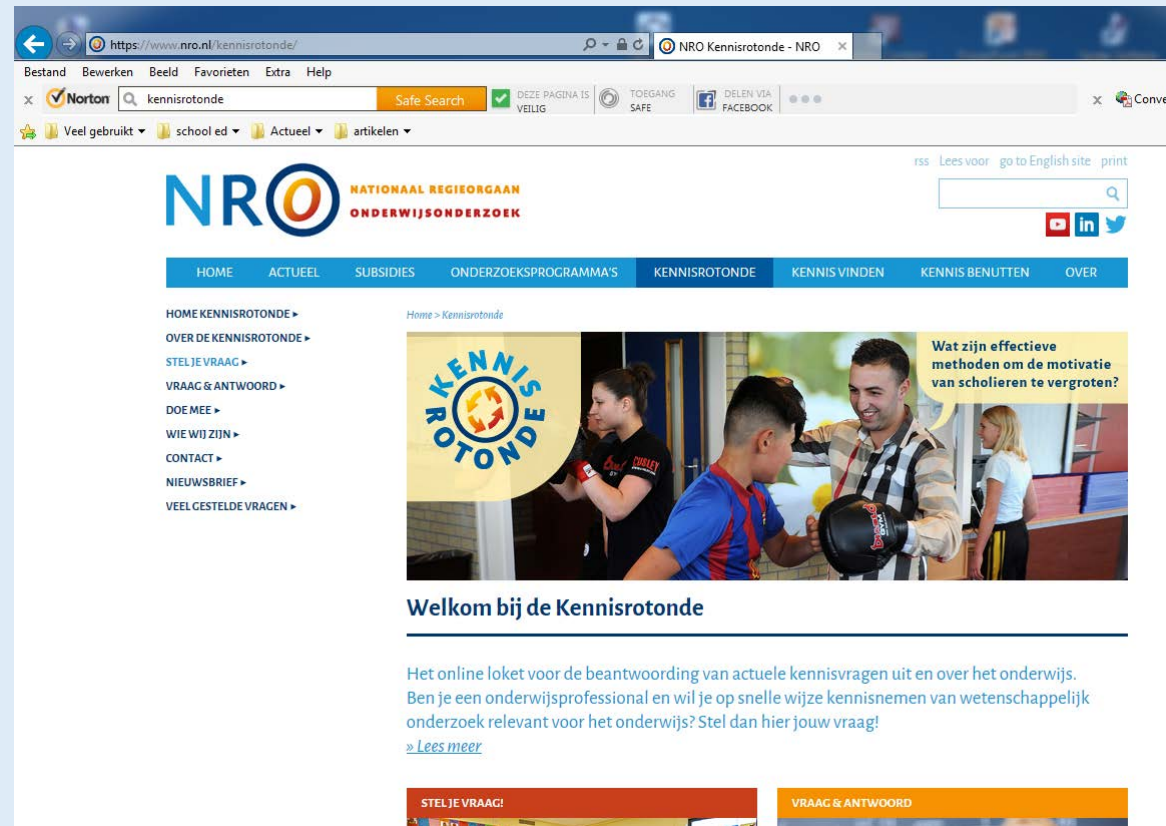 https://www.nro.nl/kennisrotonde/
NRO Kennisrotonde - NRO
Bestand Bewerken Beeld Favorieten Extra Help
x Norton kennisrotonde Safe Search DEZE PAGINA IS VEILIG TOEGANG SAFE DELEN VIA FACEBOOK x Conve
Veel gebruikt school ed Actueel artikelen
rss Lees voor go to English site print
NRO
NATIONAAL REGIEORGAAN
ONDERWIJSONDERZOEK
in
HOME ACTUEEL SUBSIDIES ONDERZOEKSPROGRAMMA'S KENNISROTONDE KENNIS VINDEN KENNIS BENUTTEN OVER
HOME KENNISROTONDE
OVER DE KENNISROTONDE
STEL JE VRAAG
VRAAG & ANTWOORD
DOE MEE
WIE WIJ ZIJN
CONTACT
NIEUWSBRIEF
VEEL GESTELDE VRAGEN
Home > Kennisrotonde
KENNIS
ROTONDE
Wat zijn effectieve
methoden om de motivatie
van scholieren te vergroten?
Welkom bij de Kennisrotonde
Het online loket voor de beantwoording van actuele kennisvragen uit en over het onderwijs.
Ben je een onderwijsprofessional en wil je op snelle wijze kennisnemen van wetenschappelijk
onderzoek relevant voor het onderwijs? Stel dan hier jouw vraag!
» Lees meer
STEL JE VRAAG!
VRAAG & ANTWOORD